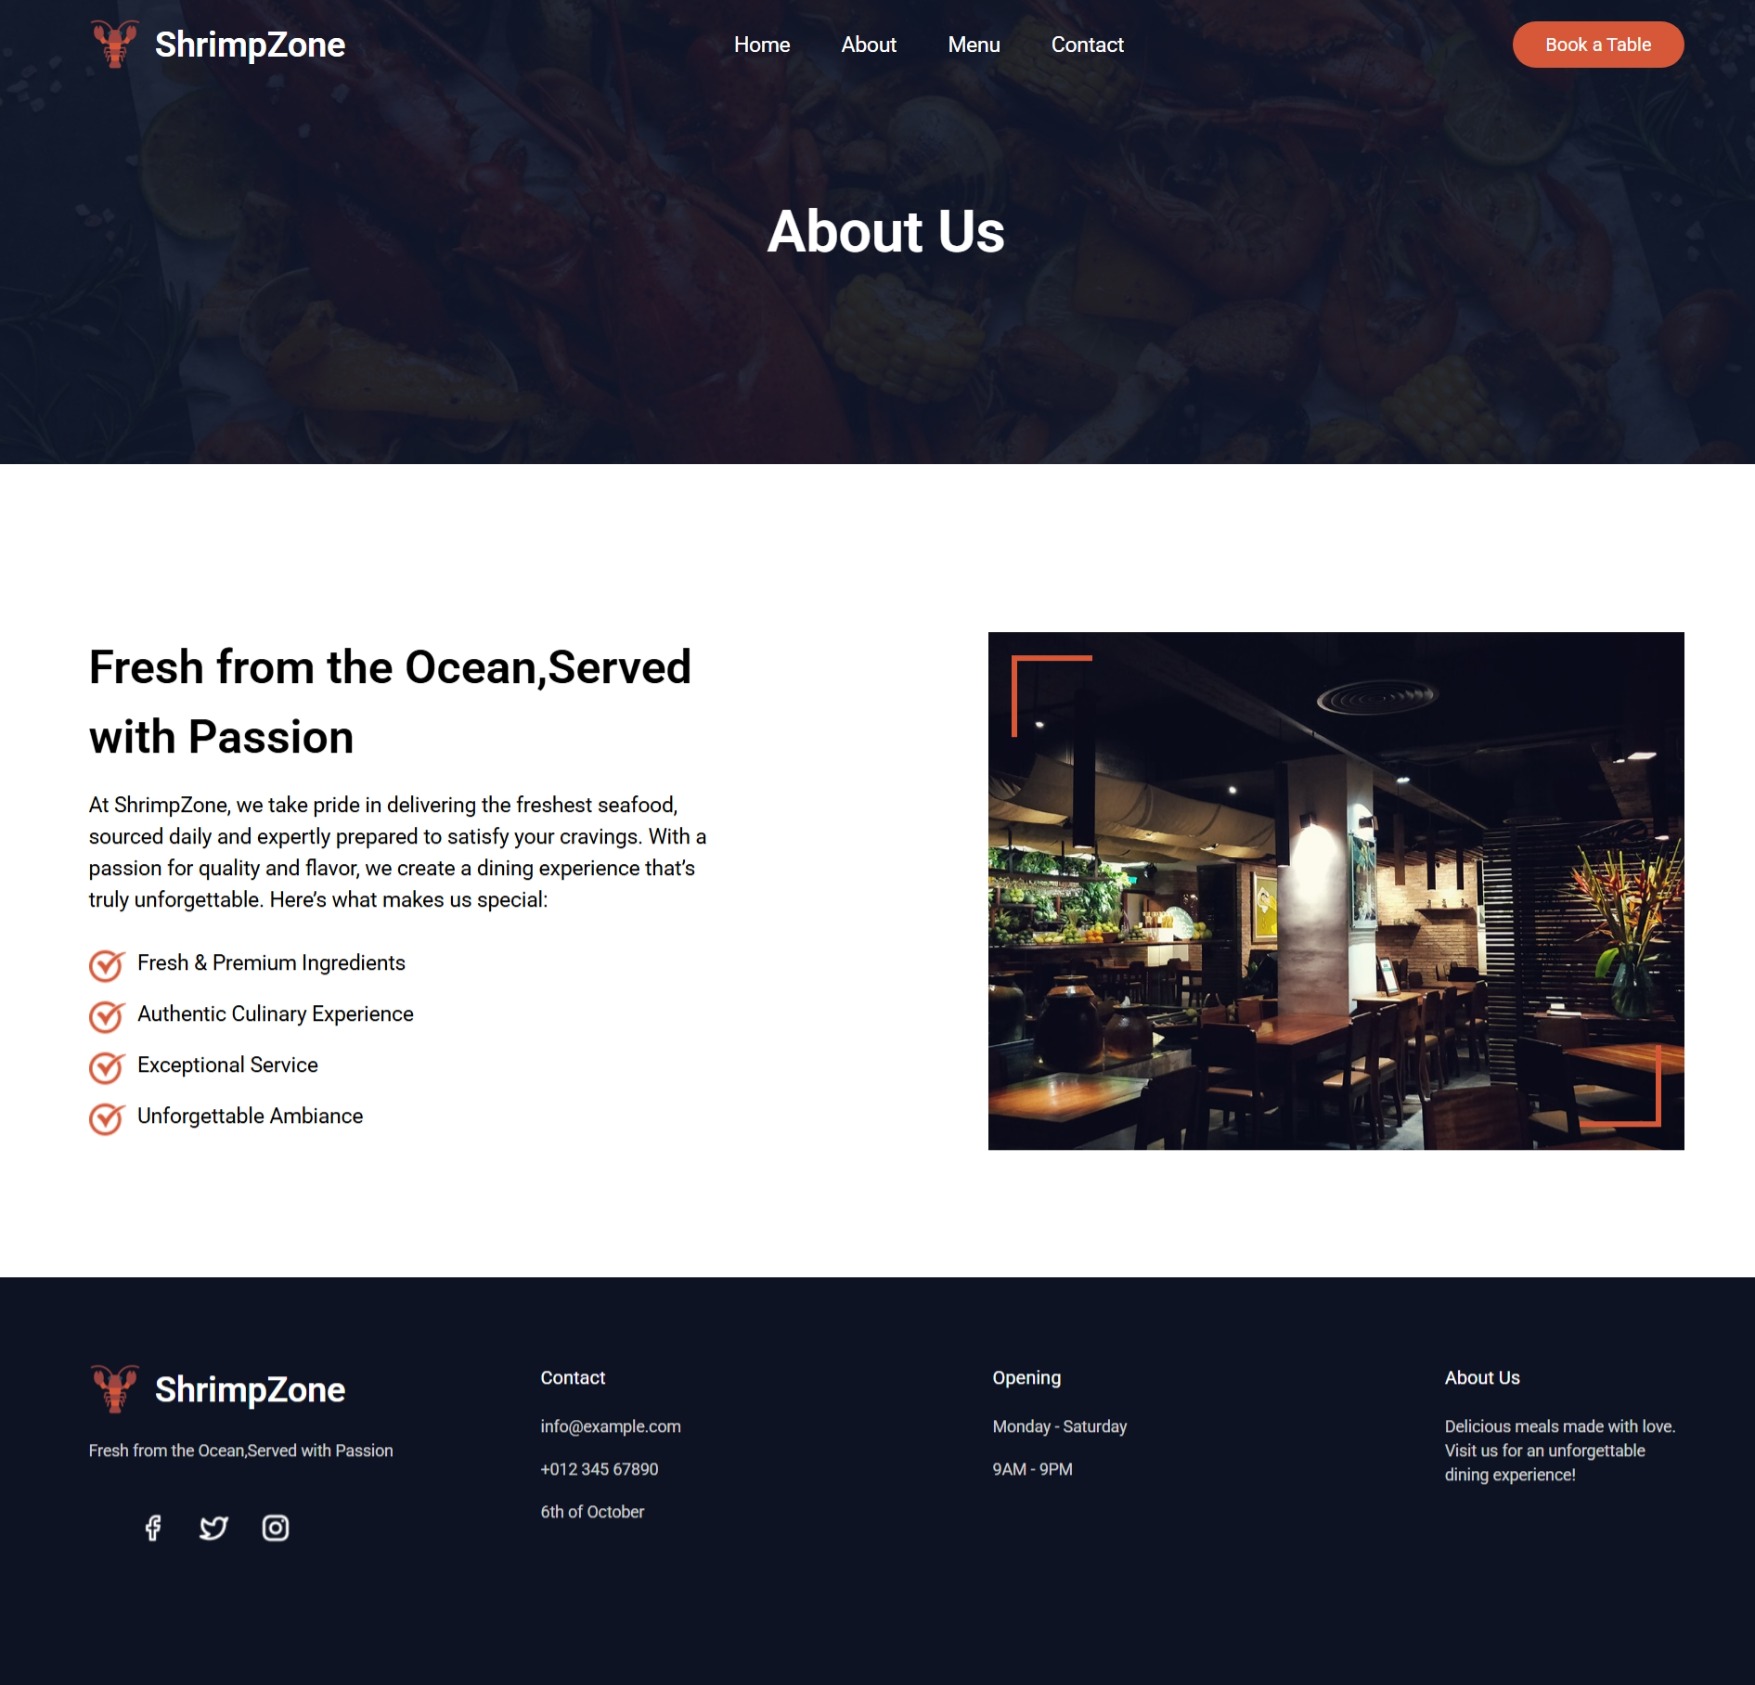 ShrimpZone
Home About Menu Contact
Book a Table
About Us
Fresh from the Ocean,Served
with Passion
At ShrimpZone, we take pride in delivering the freshest seafood,
sourced daily and expertly prepared to satisfy your cravings. With a
passion for quality and flavor, we create a dining experience that’s
truly unforgettable. Here’s what makes us special:
Fresh & Premium Ingredients
Authentic Culinary Experience
Exceptional Service
Unforgettable Ambiance
ShrimpZone
Fresh from the Ocean,Served with Passion
Contact
info@example.com
+012 345 67890
6th of October
Opening
Monday - Saturday
9AM - 9PM
About Us
Delicious meals made with love.
Visit us for an unforgettable
dining experience!